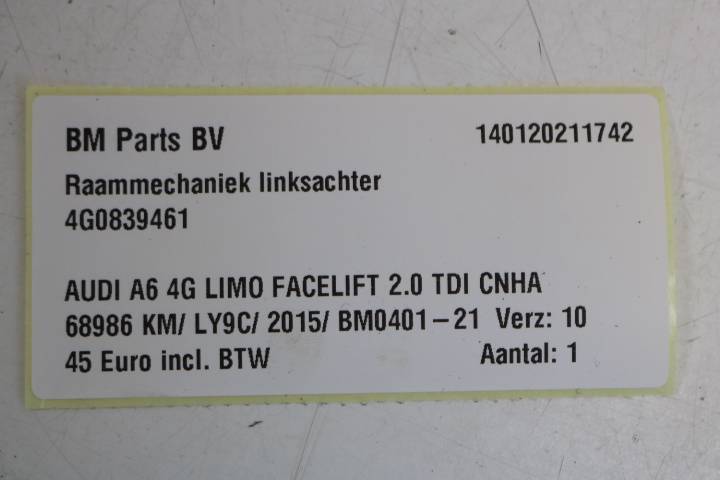 BM Parts BV 140120211742
Raammechaniek linksachter
4G0839461
AUDI A6 4G LIMO FACELIFT 2.0 TDI CNHA
68986 KM/ LY9C/ 2015/ BM0401-21 Verz: 10
45 Euro incl. BTW Aantal: 1